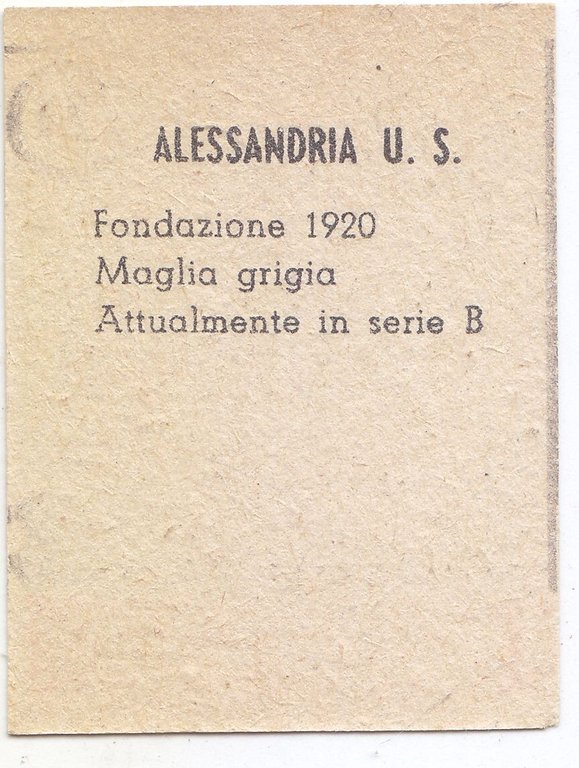 ALESSANDRIA U. S.
Fondazione 1920
Maglia grigia
Attualmente in serie B